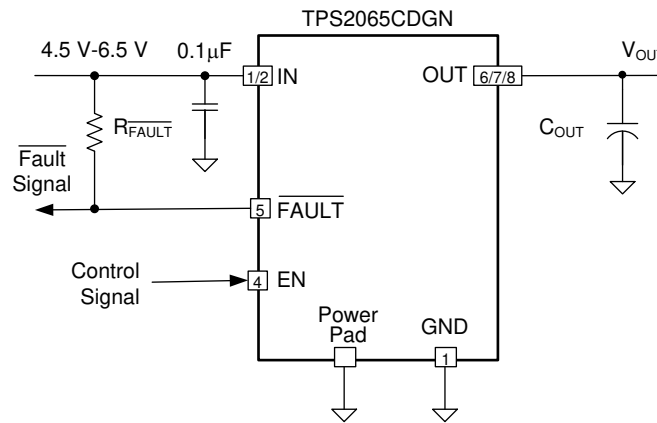 TPS2065CDGN
4.5 V-6.5 V
0.1µF
1/2
IN
OUT
6/7/8
VOUT
RFAULT
COUT
Fault
Signal
5
FAULT
Control
Signal
4
EN
Power
Pad
GND
1